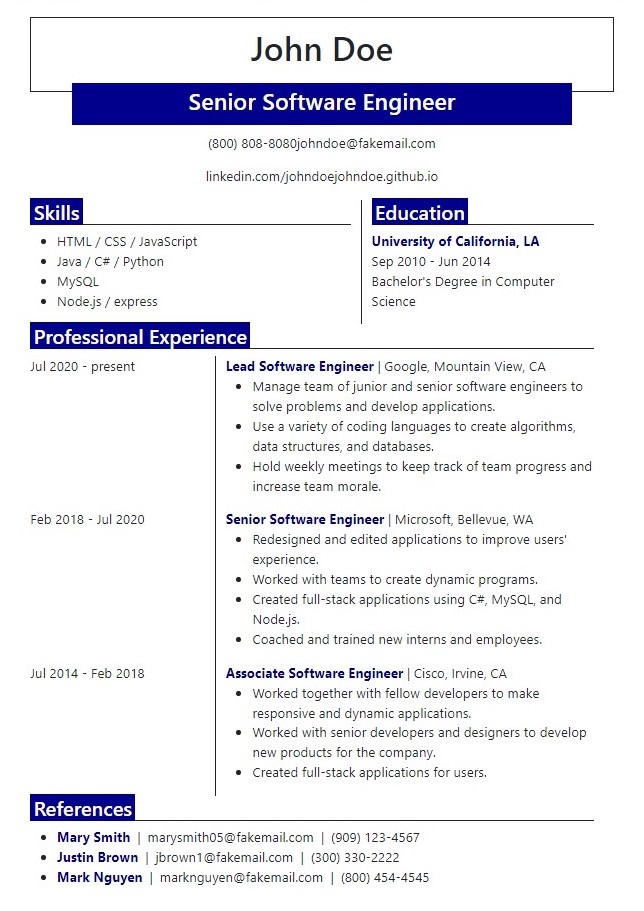 John Doe
Senior Software Engineer
(800) 808-8080johndoe@fakemail.com
linkedin.com/johndoejohndoe.github.io
Skills
• HTML / CSS / JavaScript
• Java / C# / Python
• MySQL
• Node.js / express
Education
University of California, LA
Sep 2010 - Jun 2014
Bachelor's Degree in Computer
Science
Professional Experience
Jul 2020 - present
Lead Software Engineer | Google, Mountain View, CA
• Manage team of junior and senior software engineers to
solve problems and develop applications.
• Use a variety of coding languages to create algorithms,
data structures, and databases.
• Hold weekly meetings to keep track of team progress and
increase team morale.
Feb 2018 - Jul 2020
Senior Software Engineer | Microsoft, Bellevue, WA
• Redesigned and edited applications to improve users'
experience.
• Worked with teams to create dynamic programs.
• Created full-stack applications using C#, MySQL, and
Node.js.
• Coached and trained new interns and employees.
Jul 2014 - Feb 2018
Associate Software Engineer | Cisco, Irvine, CA
• Worked together with fellow developers to make
responsive and dynamic applications.
• Worked with senior developers and designers to develop
new products for the company.
• Created full-stack applications for users.
References
• Mary Smith | marysmith05@fakemail.com | (909) 123-4567
• Justin Brown | jbrown1@fakemail.com | (300) 330-2222
• Mark Nguyen | marknguyen@fakemail.com | (800) 454-4545